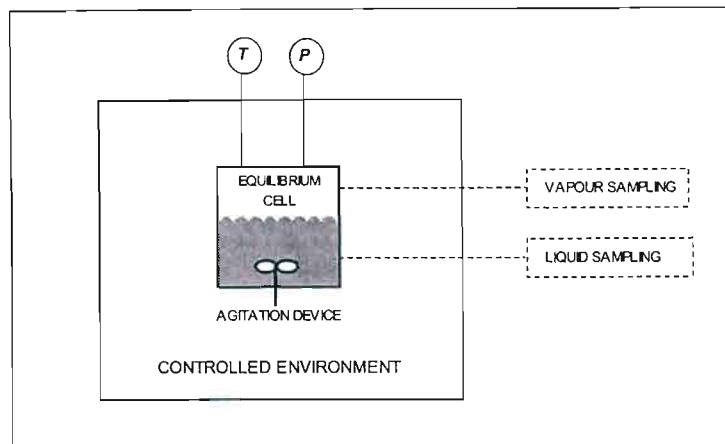 T P
EQUILIBRIUM
CELL
VAPOUR SAMPLING
LIQUID SAMPLING
AGITATION DEVICE
CONTROLLED ENVIRONMENT